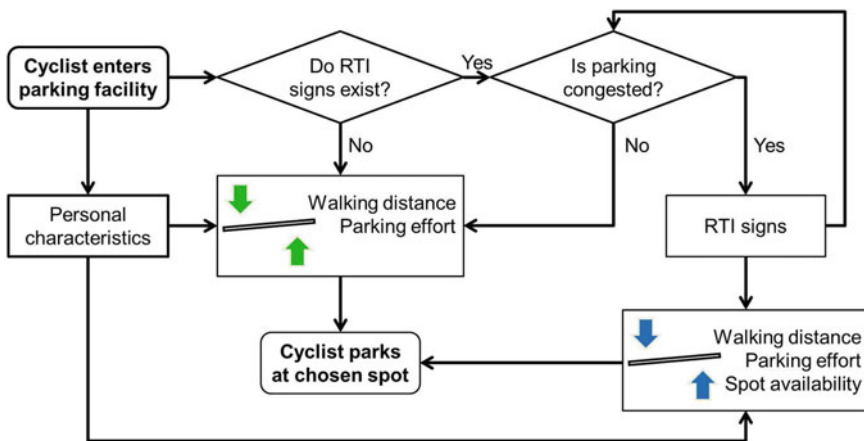 Cyclist enters
parking facility
Do RTI
signs exist?
Yes
Is parking
congested?
No
No
Yes
Personal
characteristics
Walking distance
Parking effort
RTI signs
Cyclist parks
at chosen spot
Walking distance
Parking effort
Spot availability